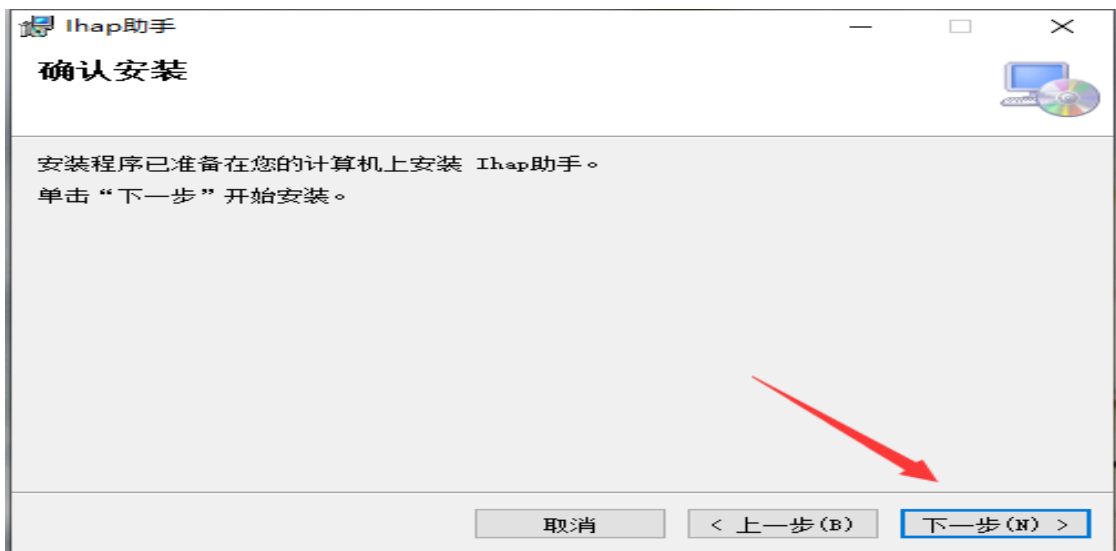 Ihap助手
确认安装
安装程序已准备在您的计算机上安装 Ihap助手。
单击“下一步”开始安装。
取消
< 上一步(B)
下一步(N) >